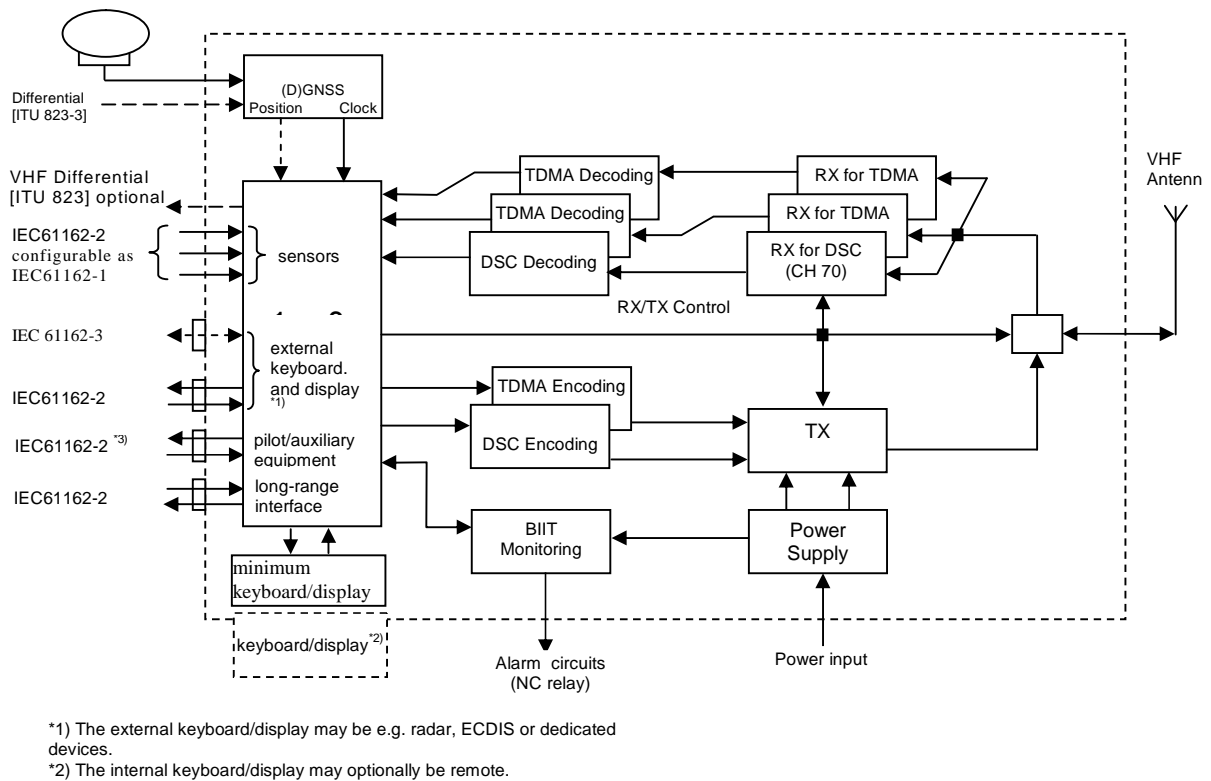 (D)GNSS
Position Clock
Differential
[ITU 823-3]
VHF Differential
[ITU 823] optional
IEC61162-2
configurable as
IEC61162-1
sensors
TDMA Decoding
TDMA Decoding
DSC Decoding
RX for TDMA
RX for TDMA
RX for DSC
(CH 70)
VHF
Antenn
RX/TX Control
IEC 61162-3
external
keyboard.
and display
*1)
IEC61162-2
TDMA Encoding
DSC Encoding
TX
IEC61162-2 *3)
pilot/auxiliary
equipment
IEC61162-2
long-range
interface
BIIT
Monitoring
Power
Supply
minimum
keyboard/display
keyboard/display*2)
Alarm circuits
(NC relay)
Power input
*1) The external keyboard/display may be e.g. radar, ECDIS or dedicated
devices.
*2) The internal keyboard/display may optionally be remote.